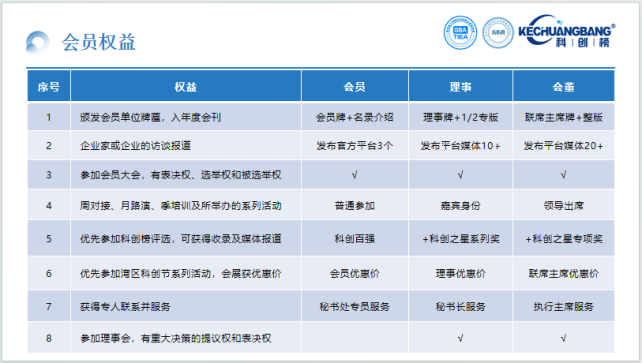 会员权益
GBA
TIEA
KECHUANGBANG®
科 创 榜
序号 权益 会员 理事 会董
1 颁发会员单位牌匾，入年度会刊 会员牌+名录介绍 理事牌+1/2专版 联席主席牌+整版
2 企业家或企业的访谈报道 发布官方平台3个 发布平台媒体10+ 发布平台媒体20+
3 参加会员大会，有表决权、选举权和被选举权 √ √ √
4 周对接、月路演、季培训及所举办的系列活动 普通参加 嘉宾身份 领导出席
5 优先参加科创榜评选，可获得收录及媒体报道 科创百强 +科创之星系列奖 +科创之星专项奖
6 优先参加湾区科创节系列活动，会展获优惠价 会员优惠价 理事优惠价 联席主席优惠价
7 获得专人联系并服务 秘书处专员服务 秘书长服务 执行主席服务
8 参加理事会，有重大决策的提议权和表决权 √ √